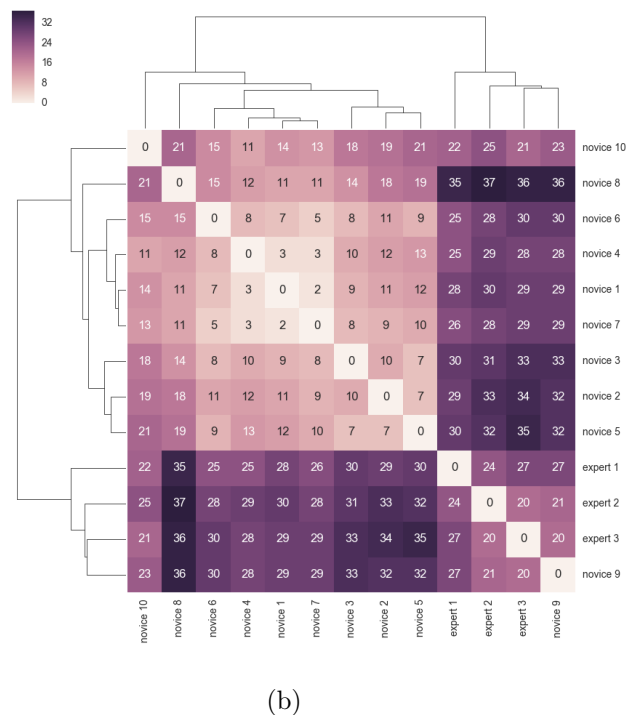 32
24
16
8
0
0 21 15 11 14 13 18 19 21 22 25 21 23 novice 10
21 0 15 12 11 11 14 18 19 35 37 36 36 novice 8
15 15 0 8 7 5 8 11 9 25 28 30 30 novice 6
11 12 8 0 3 3 10 12 13 25 29 28 28 novice 4
14 11 7 3 0 2 9 11 12 28 30 29 29 novice 1
13 11 5 3 2 0 8 9 10 26 28 29 29 novice 7
18 14 8 10 9 8 0 10 7 30 31 33 33 novice 3
19 18 11 12 11 9 10 0 7 29 33 34 32 novice 2
21 19 9 13 12 10 7 7 0 30 32 35 32 novice 5
22 35 25 25 28 26 30 29 30 0 24 27 27 expert 1
25 37 28 29 30 28 31 33 32 24 0 20 21 expert 2
21 36 30 28 29 29 33 34 35 27 20 0 20 expert 3
23 36 30 28 29 29 33 32 32 27 21 20 0 novice 9
novice 10
novice 8
novice 6
novice 4
novice 1
novice 7
novice 3
novice 2
novice 5
expert 1
expert 2
expert 3
novice 9
(b)